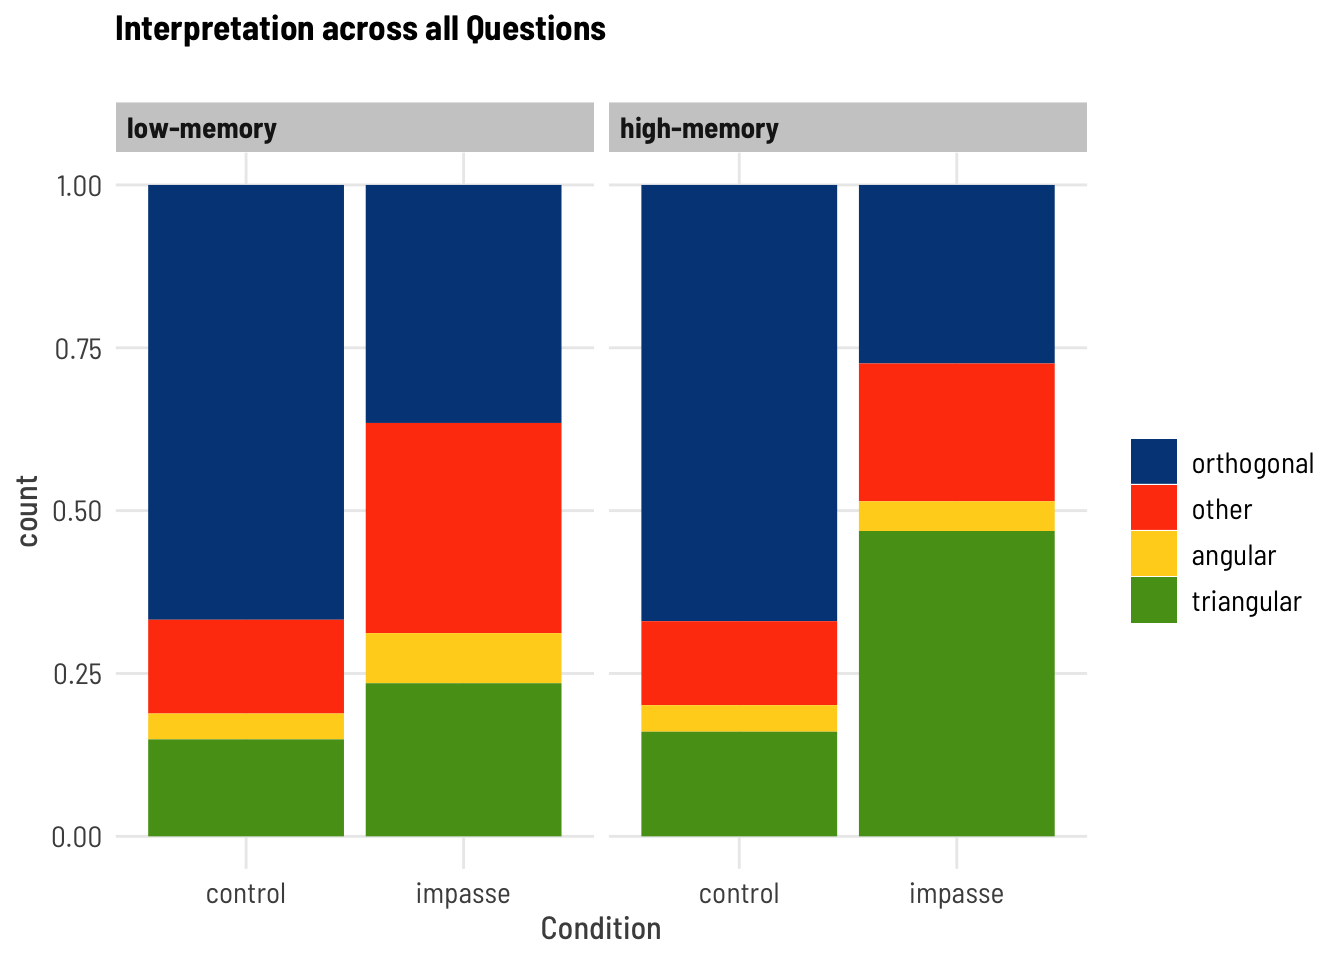 Interpretation across all Questions
low-memory
high-memory
1.00
0.75
0.50
0.25
0.00
count
control
impasse
control
impasse
Condition
orthogonal
other
angular
triangular